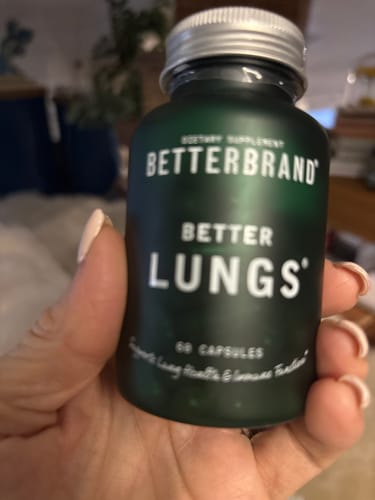 DIETARY SUPPLEMENT
BETTERBRAND®
BETTER
LUNGS®
60 CAPSULES
Supports Lung Health & Immune Function*